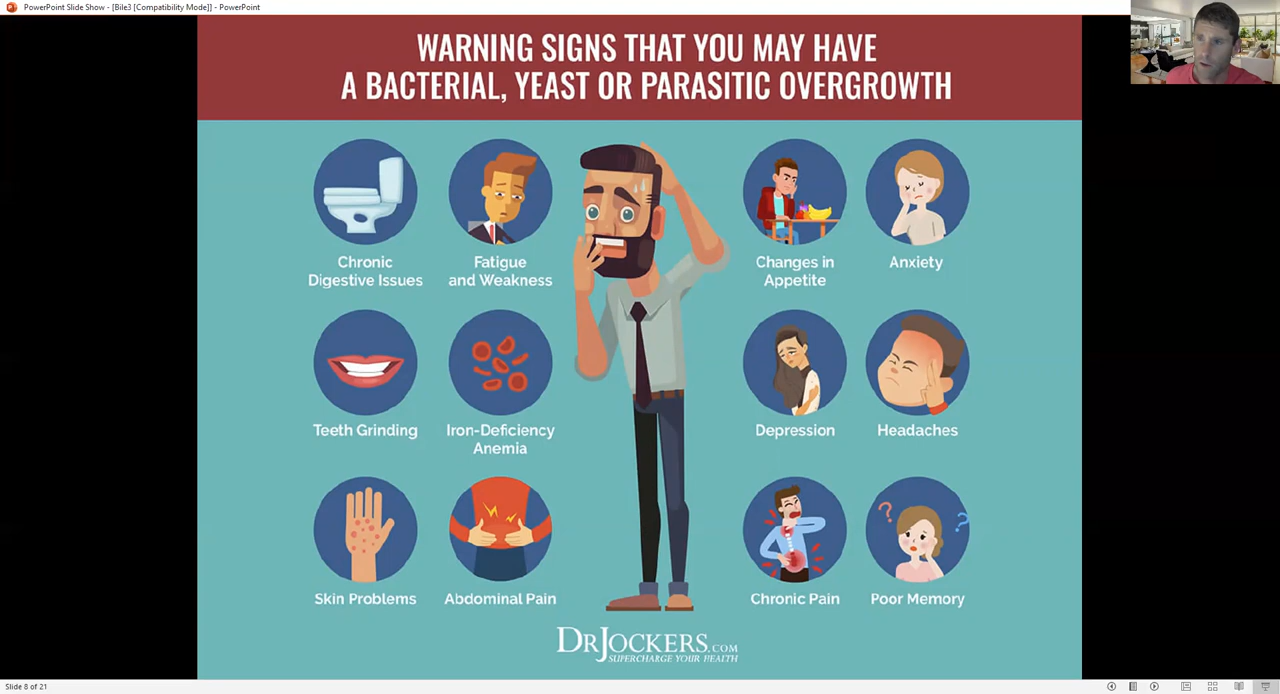 PowerPoint Slide Show - [Bile3 [Compatibility Mode]] - PowerPoint
WARNING SIGNS THAT YOU MAY HAVE
A BACTERIAL, YEAST OR PARASITIC OVERGROWTH
Chronic
Digestive Issues
Fatigue
and Weakness
Changes in
Appetite
Anxiety
Teeth Grinding
Iron-Deficiency
Anemia
Depression
Headaches
Skin Problems
Abdominal Pain
Chronic Pain
? ?
Poor Memory
DRJOCKERS.COM
SUPERCHARGE YOUR HEALTH
Slide 8 of 21